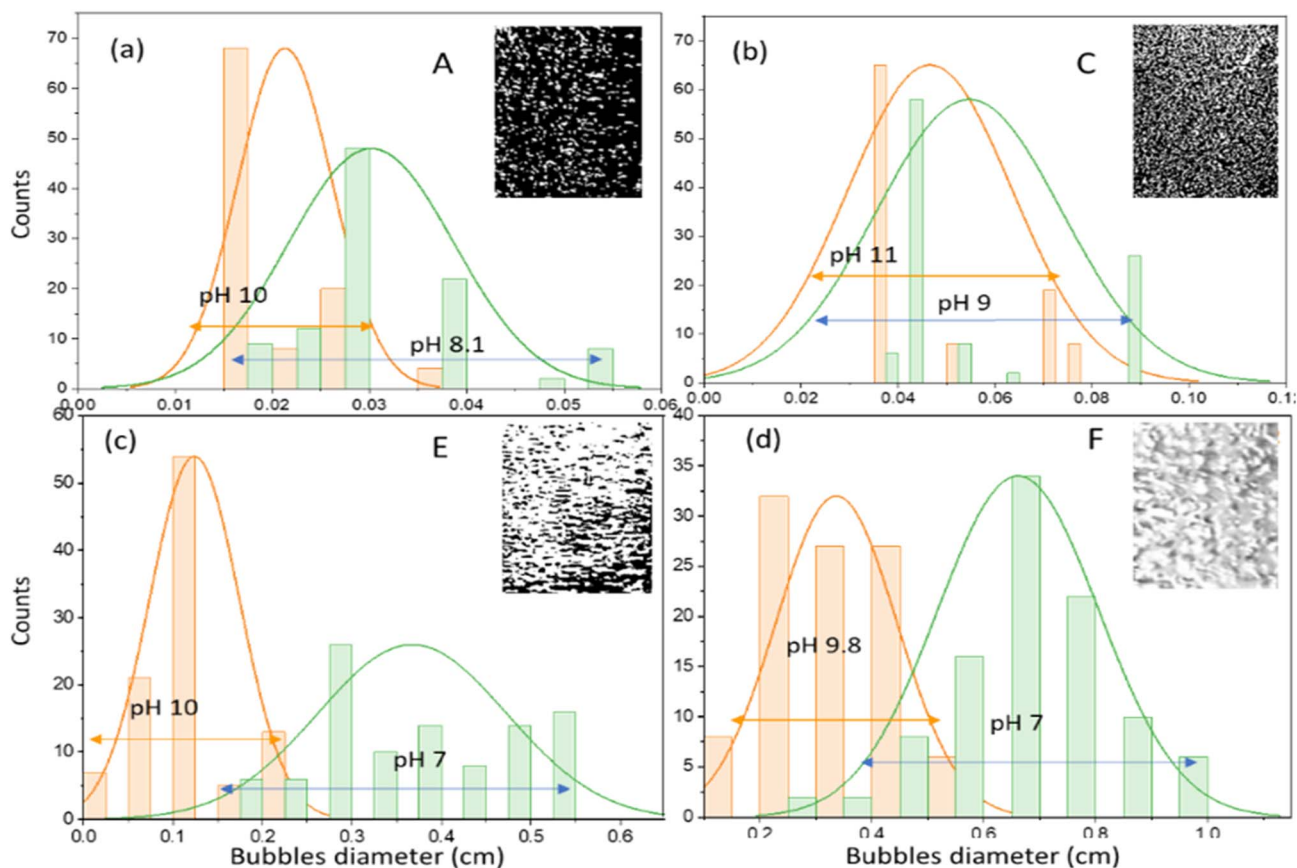 (a)
A
70
60
50
40
30
20
10
0
Counts
pH 10
pH 8.1
0.00
0.01
0.02
0.03
0.04
0.05
0.06
(b)
C
70
60
50
40
30
20
10
0
pH 11
pH 9
0.00
0.02
0.04
0.06
0.08
0.10
(c)
E
60
50
40
30
20
10
0
Counts
pH 10
pH 7
0.0
0.1
0.2
0.3
0.4
0.5
0.6
Bubbles diameter (cm)
(d)
F
40
35
30
25
20
15
10
5
0
pH 9.8
pH 7
0.2
0.4
0.6
0.8
1.0
Bubbles diameter (cm)